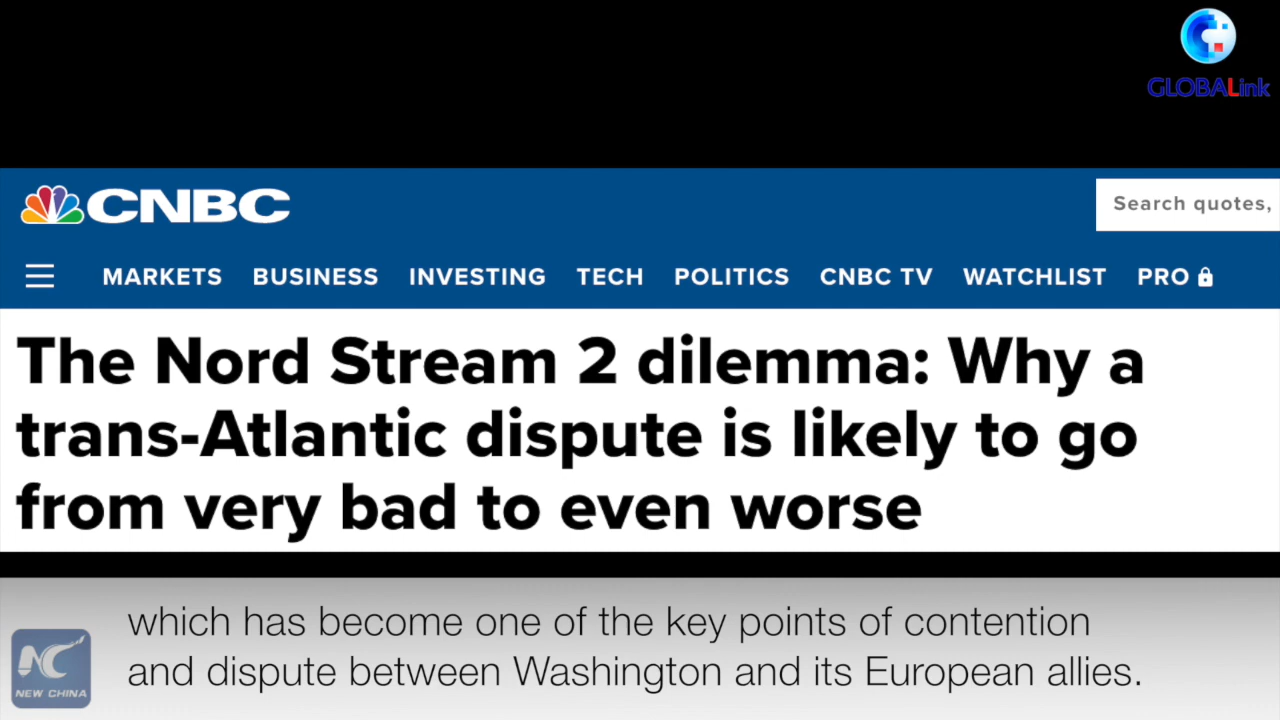 GLOBALink
CNBC
Search quotes,
MARKETS BUSINESS INVESTING TECH POLITICS CNBC TV WATCHLIST PRO
The Nord Stream 2 dilemma: Why a
trans-Atlantic dispute is likely to go
from very bad to even worse
which has become one of the key points of contention
and dispute between Washington and its European allies.
NC
NEW CHINA